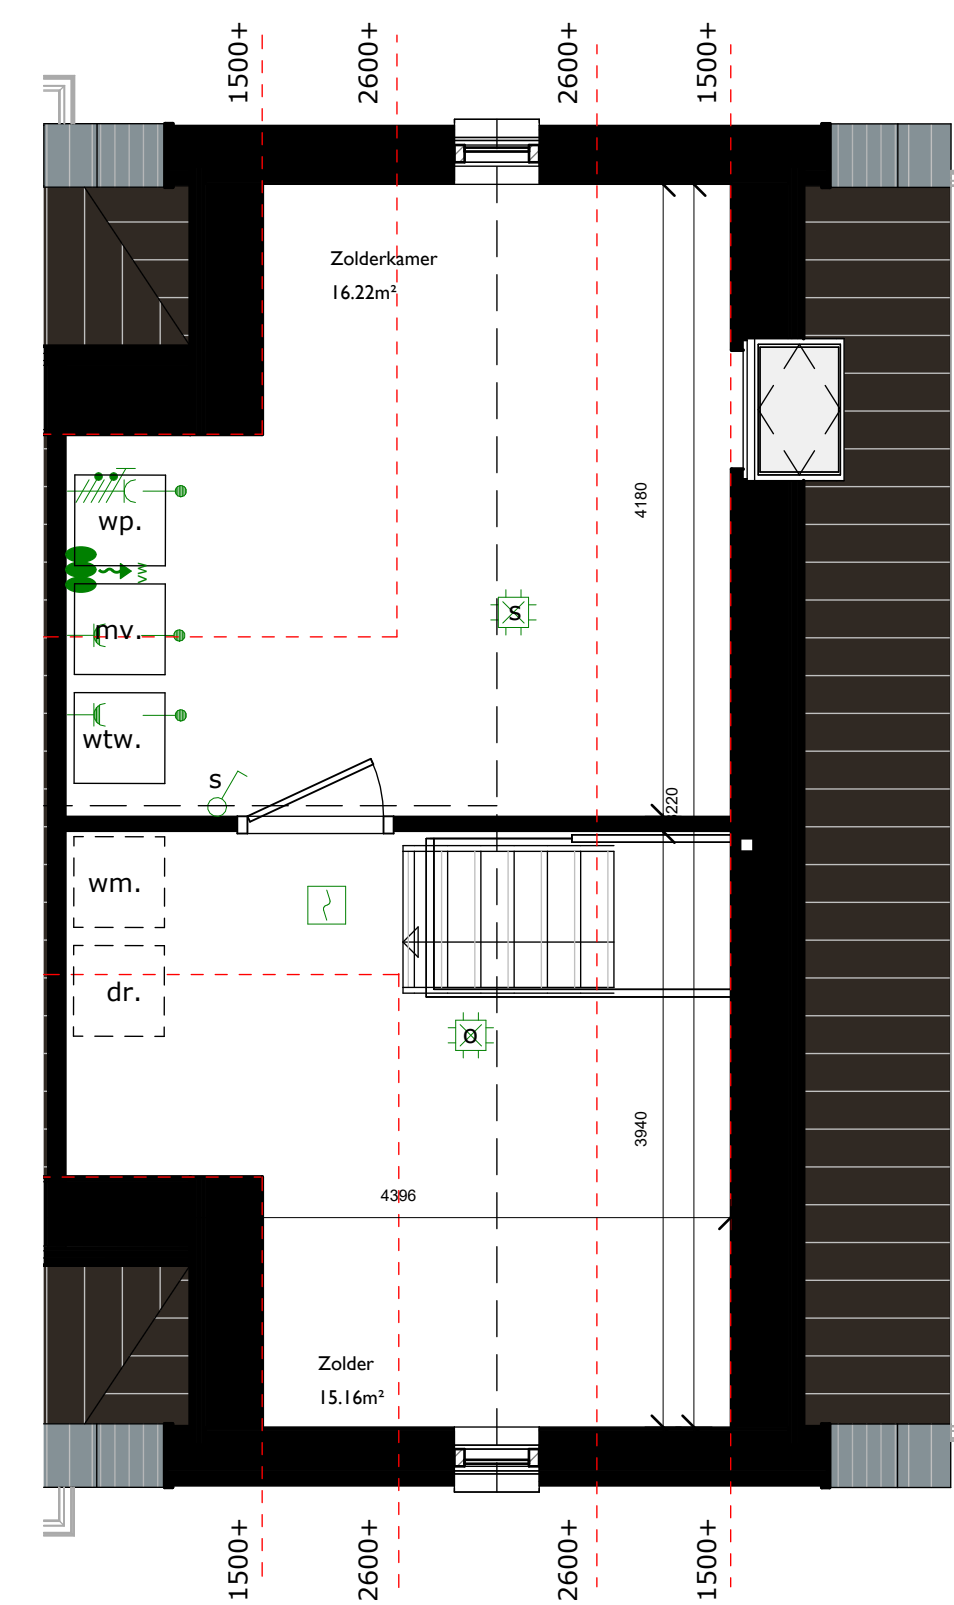 1500+
2600+
2600+
1500+
Zolderkamer
16.22m²
4180
wp.
s
mv.
wtw.
s
wm.
dr.
o
3940
4396
Zolder
15.16m²
1500+
2600+
2600+
1500+